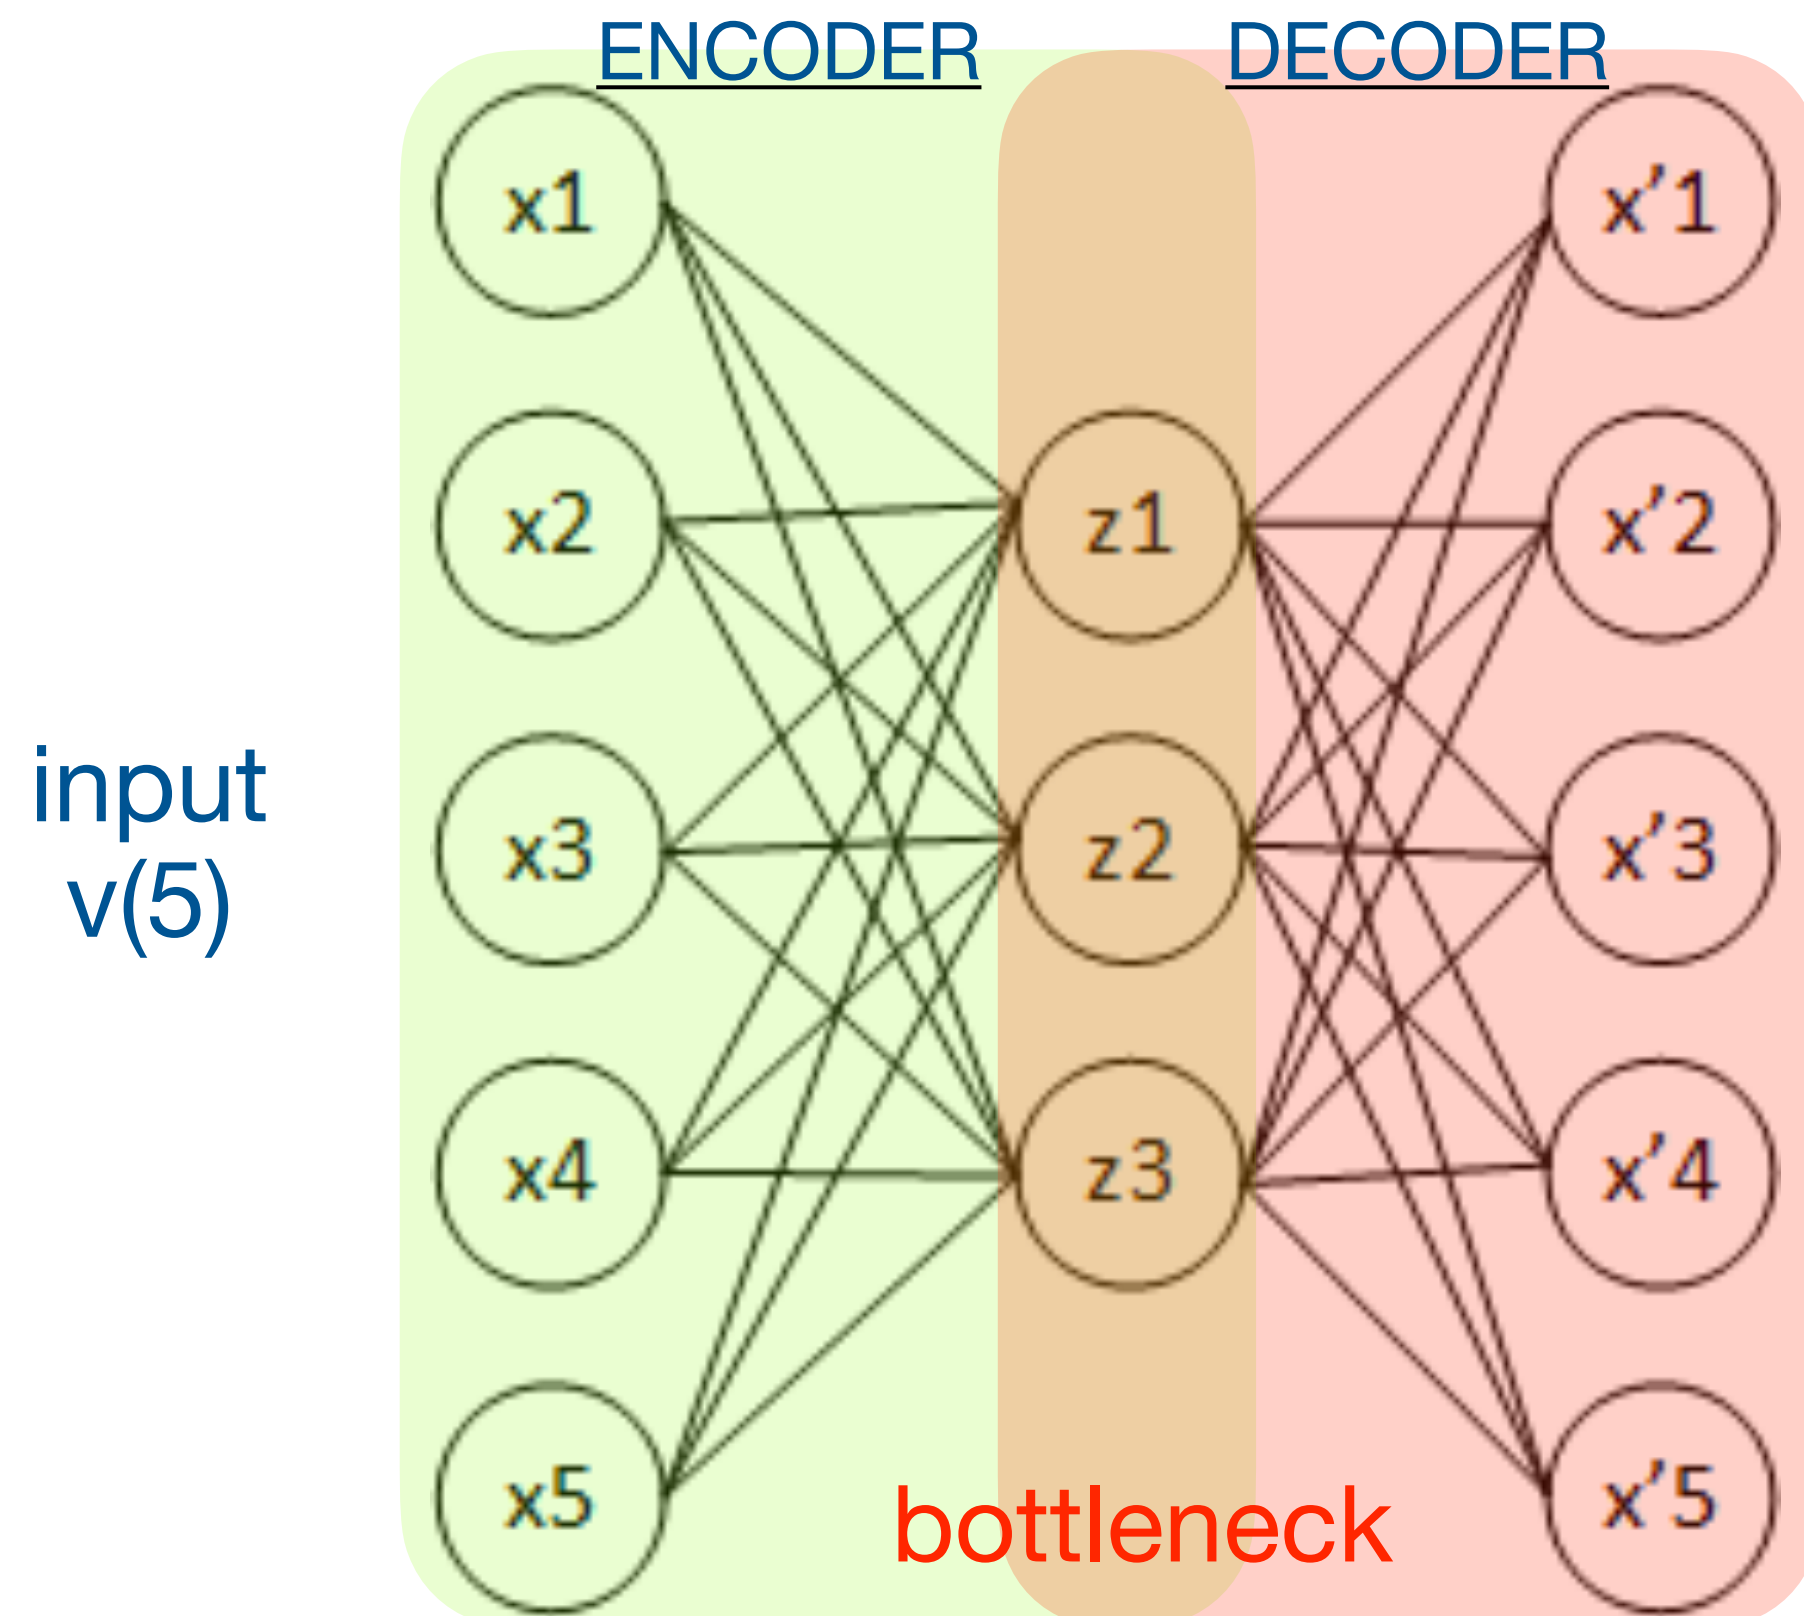 ENCODER
DECODER
x1
x'1
x2
z1
x'2
input
v(5)
x3
z2
x'3
x4
z3
x'4
x5
x'5
bottleneck